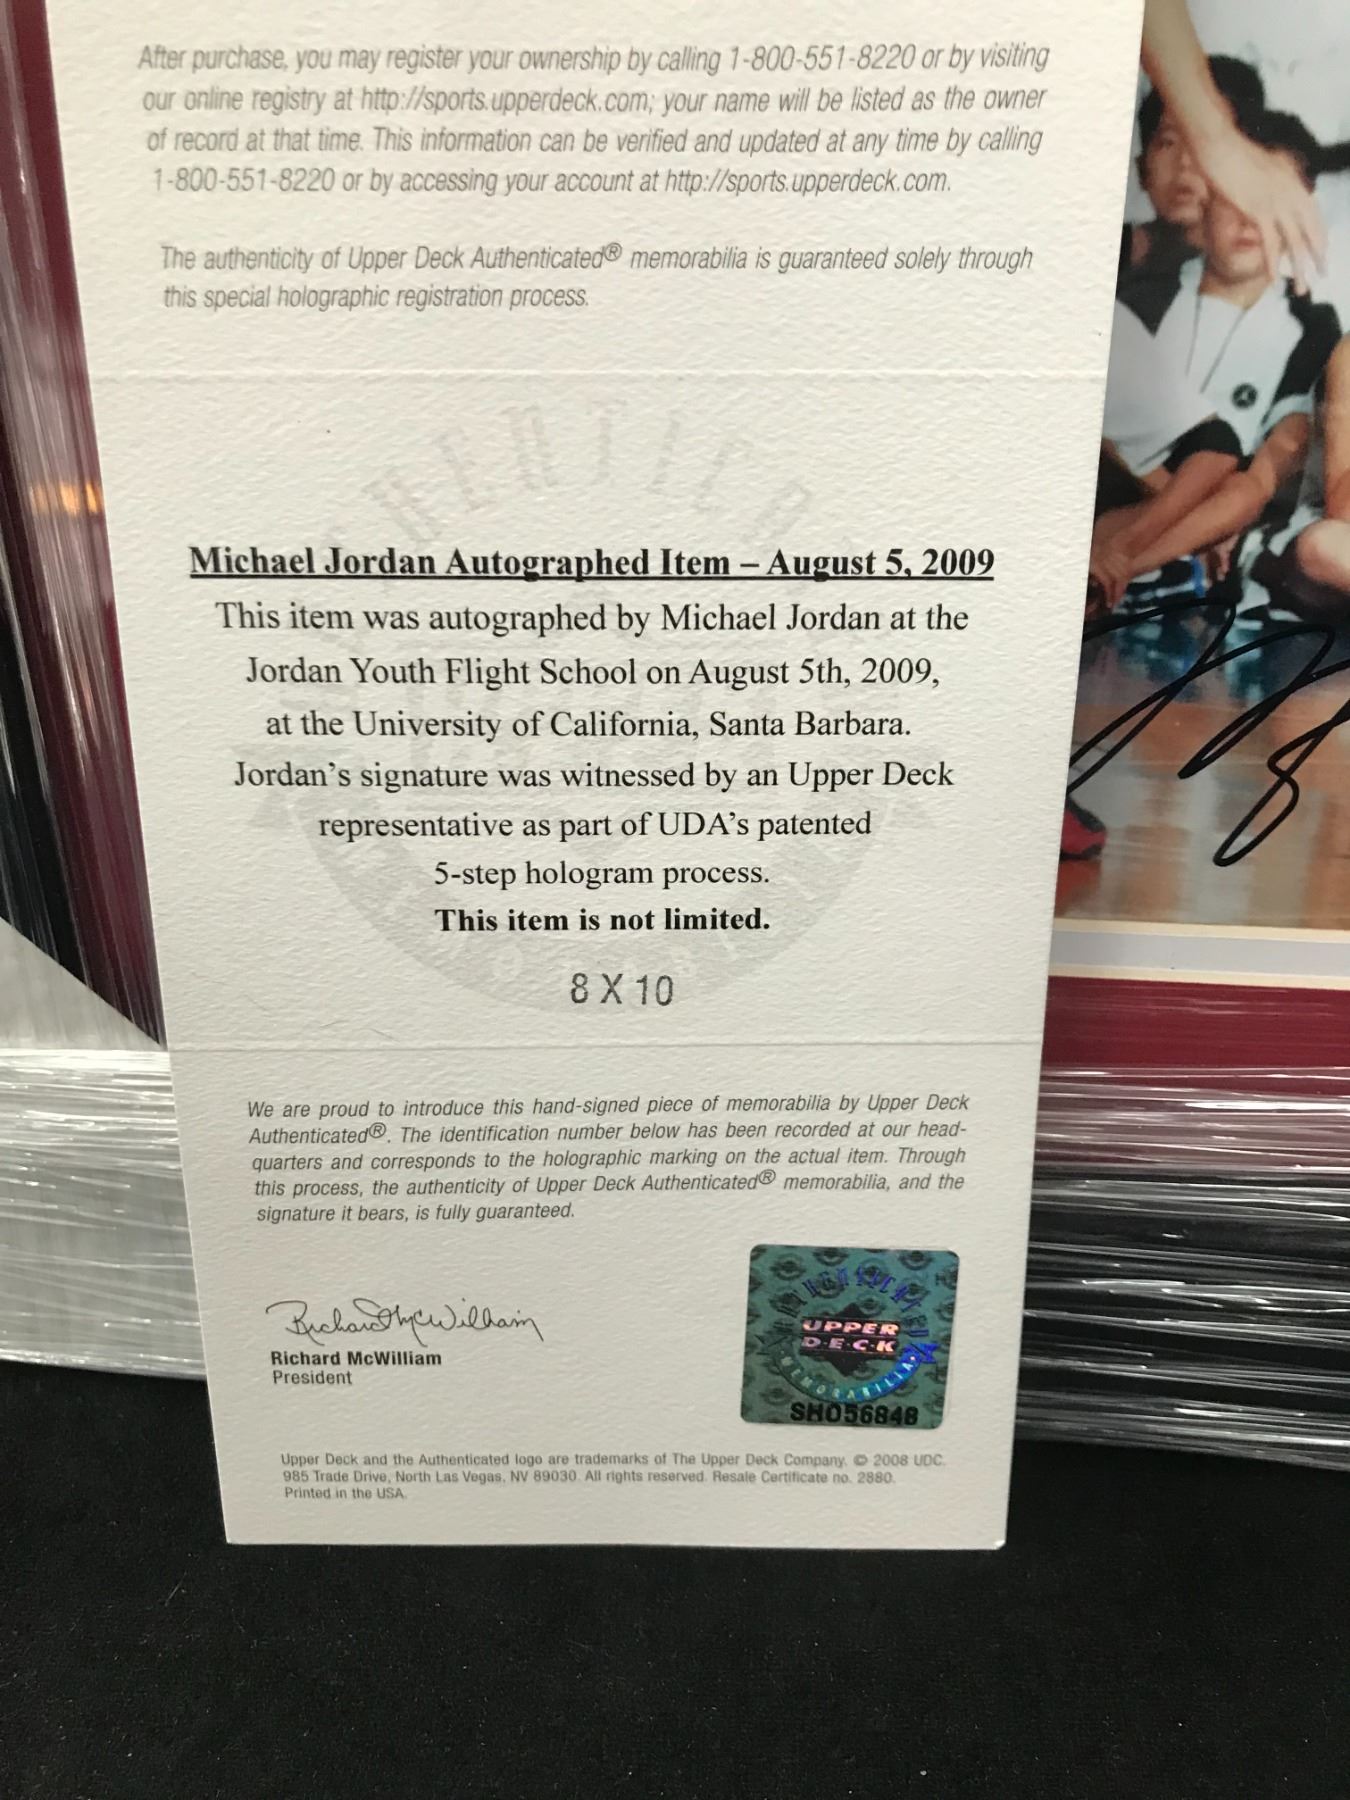 After purchase, you may register your ownership by calling 1-800-551-8220 or by visiting
our online registry at http://sports.upperdeck.com; your name will be listed as the owner
of record at that time. This information can be verified and updated at any time by calling
1-800-551-8220 or by accessing your account at http://sports.upperdeck.com.
The authenticity of Upper Deck Authenticated® memorabilia is guaranteed solely through
this special holographic registration process.
Michael Jordan Autographed Item – August 5, 2009
This item was autographed by Michael Jordan at the
Jordan Youth Flight School on August 5th, 2009,
at the University of California, Santa Barbara.
Jordan's signature was witnessed by an Upper Deck
representative as part of UDA's patented
5-step hologram process.
This item is not limited.
8 X 10
We are proud to introduce this hand-signed piece of memorabilia by Upper Deck
Authenticated®. The identification number below has been recorded at our head-
quarters and corresponds to the holographic marking on the actual item. Through
this process, the authenticity of Upper Deck Authenticated® memorabilia, and the
signature it bears, is fully guaranteed.
Richard McWilliam
Richard McWilliam
President
UPPER
D·E·C·K
MEMORABILIA
SHO56848
Upper Deck and the Authenticated logo are trademarks of The Upper Deck Company. © 2008 UDC.
985 Trade Drive, North Las Vegas, NV 89030. All rights reserved. Resale Certificate no. 2880.
Printed in the USA.